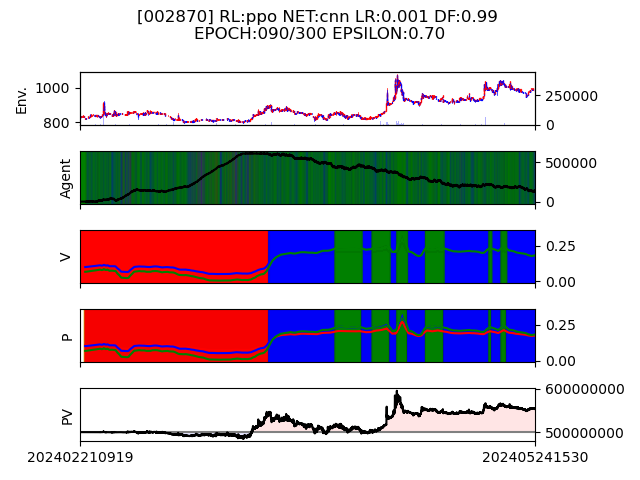 [002870] RL:ppo NET:cnn LR:0.001 DF:0.99
EPOCH:090/300 EPSILON:0.70
Env.
1000
800
250000
0
Agent
500000
0
V
0.25
0.00
P
0.25
0.00
PV
600000000
500000000
202402210919
202405241530